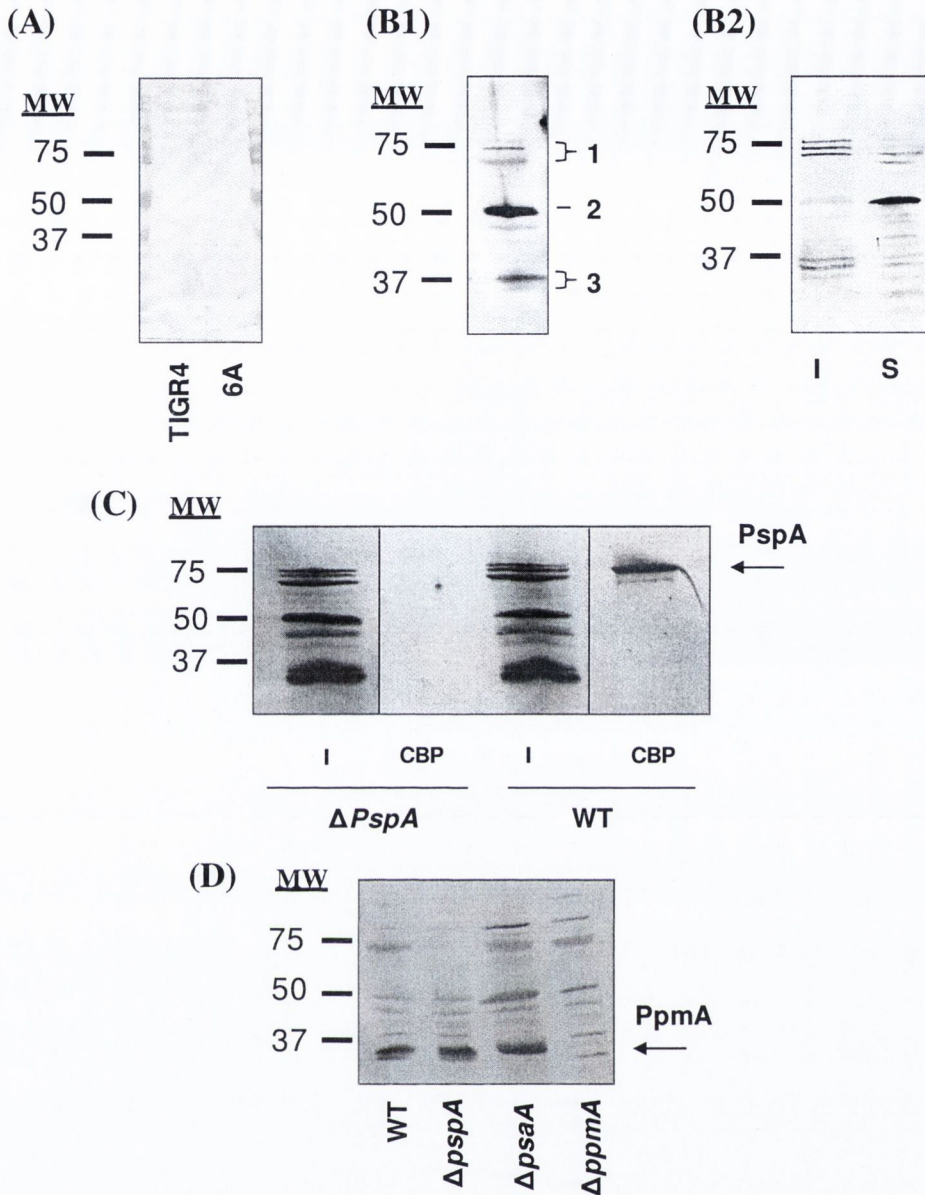 (A)
MW
75
50
37
TIGR4
6A
(B1)
MW
75
50
37
1
2
3
(B2)
MW
75
50
37
I S
(C)
MW
75
50
37
PspA
I CBP I CBP
ΔPspA WT
(D)
MW
75
50
37
PpmA
WT
ΔpspA
ΔpsaA
ΔppmA